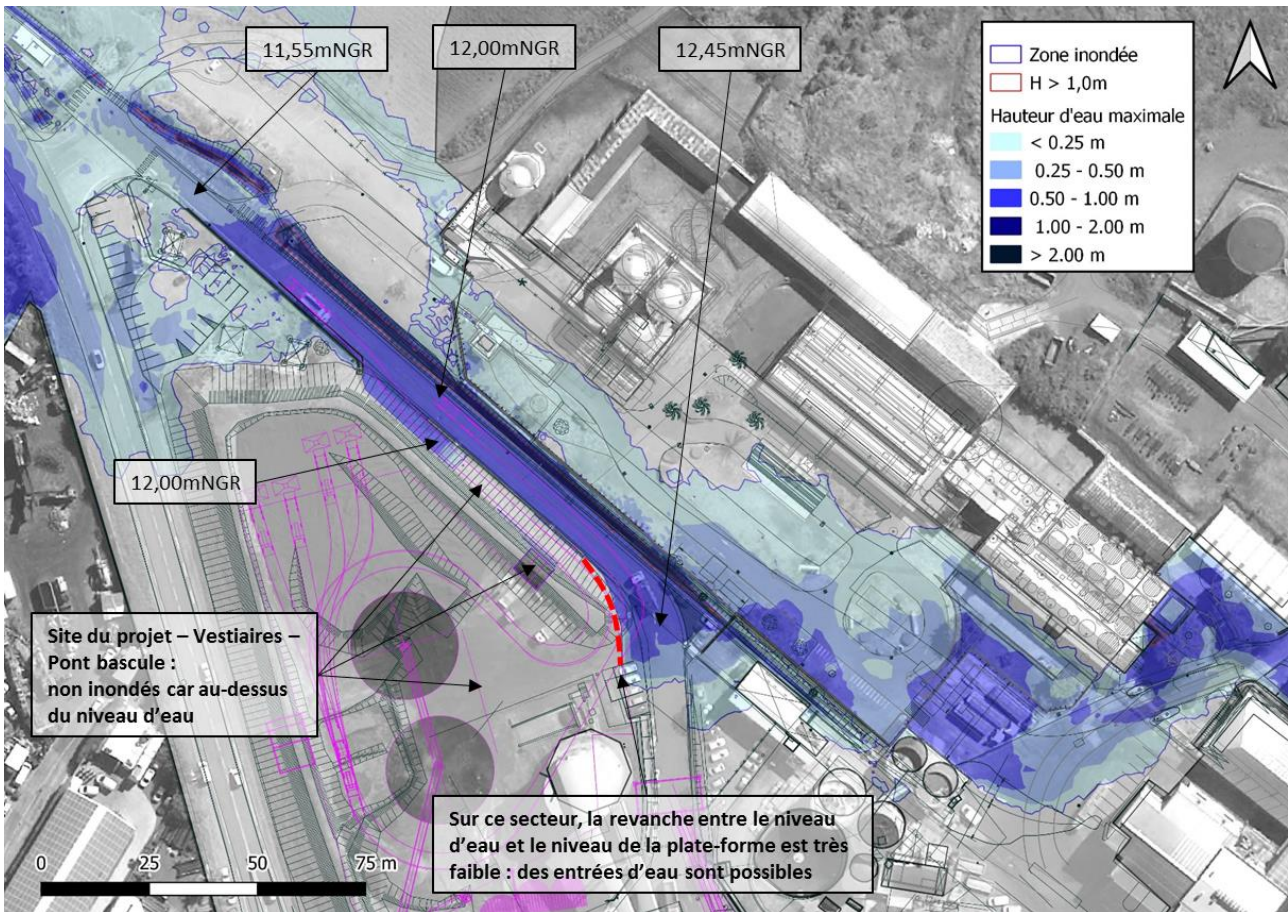 11,55mNGR
12,00mNGR
12,45mNGR
Zone inondée
H > 1,0m
Hauteur d'eau maximale
< 0.25 m
0.25 - 0.50 m
0.50 - 1.00 m
1.00 - 2.00 m
> 2.00 m
12,00mNGR
Site du projet – Vestiaires –
Pont bascule :
non inondés car au-dessus
du niveau d’eau
Sur ce secteur, la revanche entre le niveau
d’eau et le niveau de la plate-forme est très
faible : des entrées d’eau sont possibles
0 25 50 75 m